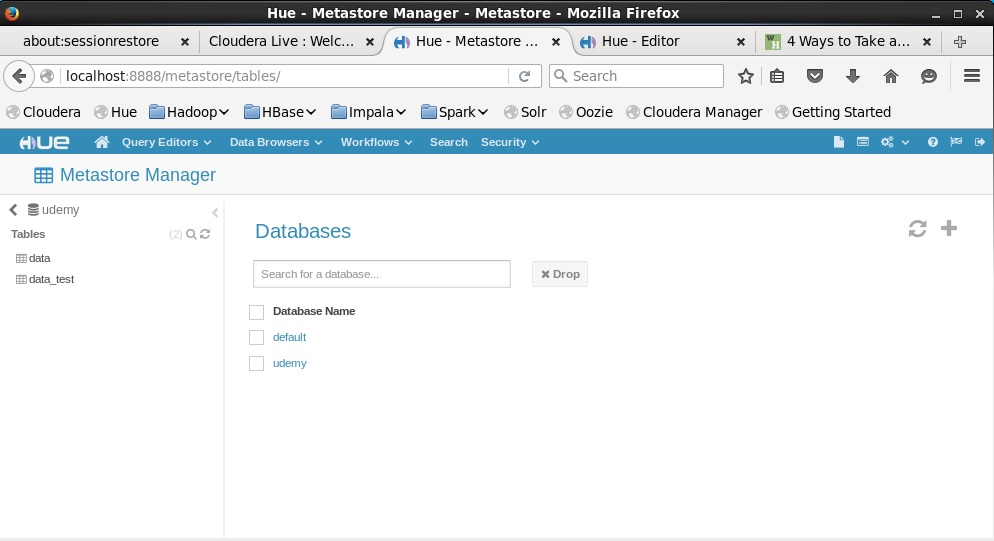 Hue - Metastore Manager - Metastore - Mozilla Firefox
about:sessionrestore Cloudera Live : Welc... Hue - Metastore ... Hue - Editor WH 4 Ways to Take a...
localhost:8888/metastore/tables/ Search
Cloudera Hue Hadoop HBase Impala Spark Solr Oozie Cloudera Manager Getting Started
HUE Query Editors Data Browsers Workflows Search Security
Metastore Manager
udemy
Tables (2)
data
data_test
Databases
Search for a database... Drop
Database Name
default
udemy